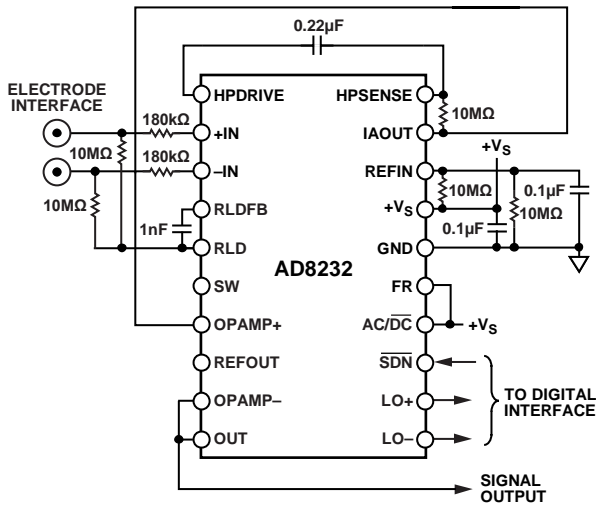 0.22µF
ELECTRODE
INTERFACE
HPDRIVE
HPSENSE
180kΩ
10MΩ
+IN
IAOUT
10MΩ
180kΩ
+VS
–IN
REFIN
10MΩ
10MΩ
0.1µF
RLDFB
+VS
10MΩ
1nF
0.1µF
RLD
GND
AD8232
SW
FR
OPAMP+
AC/DC
+VS
REFOUT
SDN
OPAMP–
LO+
TO DIGITAL
INTERFACE
OUT
LO–
SIGNAL
OUTPUT